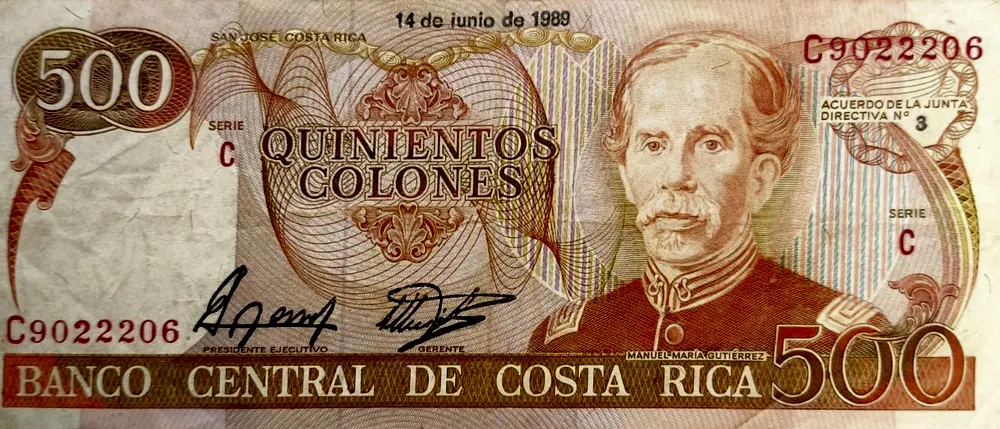 14 de junio de 1989
SAN JOSÉ, COSTA RICA
500
C9022206
ACUERDO DE LA JUNTA
DIRECTIVA Nº 3
SERIE
C
QUINIENTOS
COLONES
SERIE
C
C9022206
PRESIDENTE EJECUTIVO
GERENTE
MANUEL MARÍA GUTIÉRREZ
500
BANCO CENTRAL DE COSTA RICA